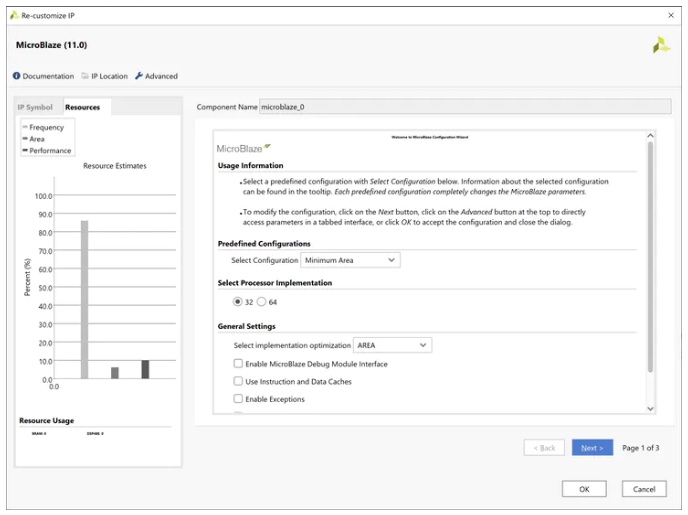 Re-customize IP
MicroBlaze (11.0)
Documentation IP Location Advanced
IP Symbol Resources
Frequency
Area
Performance
Resource Estimates
Percent (%)
100.0
90.0
80.0
70.0
60.0
50.0
40.0
30.0
20.0
10.0
0.0
0.0
Resource Usage
BRAM: 0 DSP48E: 0
Component Name microblaze_0
Welcome to MicroBlaze Configuration Wizard
MicroBlaze
Usage Information
•Select a predefined configuration with Select Configuration below. Information about the selected configuration
can be found in the tooltip. Each predefined configuration completely changes the MicroBlaze parameters.
•To modify the configuration, click on the Next button, click on the Advanced button at the top to directly
access parameters in a tabbed interface, or click OK to accept the configuration and close the dialog.
Predefined Configurations
Select Configuration Minimum Area
Select Processor Implementation
32 64
General Settings
Select implementation optimization AREA
Enable MicroBlaze Debug Module Interface
Use Instruction and Data Caches
Enable Exceptions
< Back Next > Page 1 of 3
OK Cancel